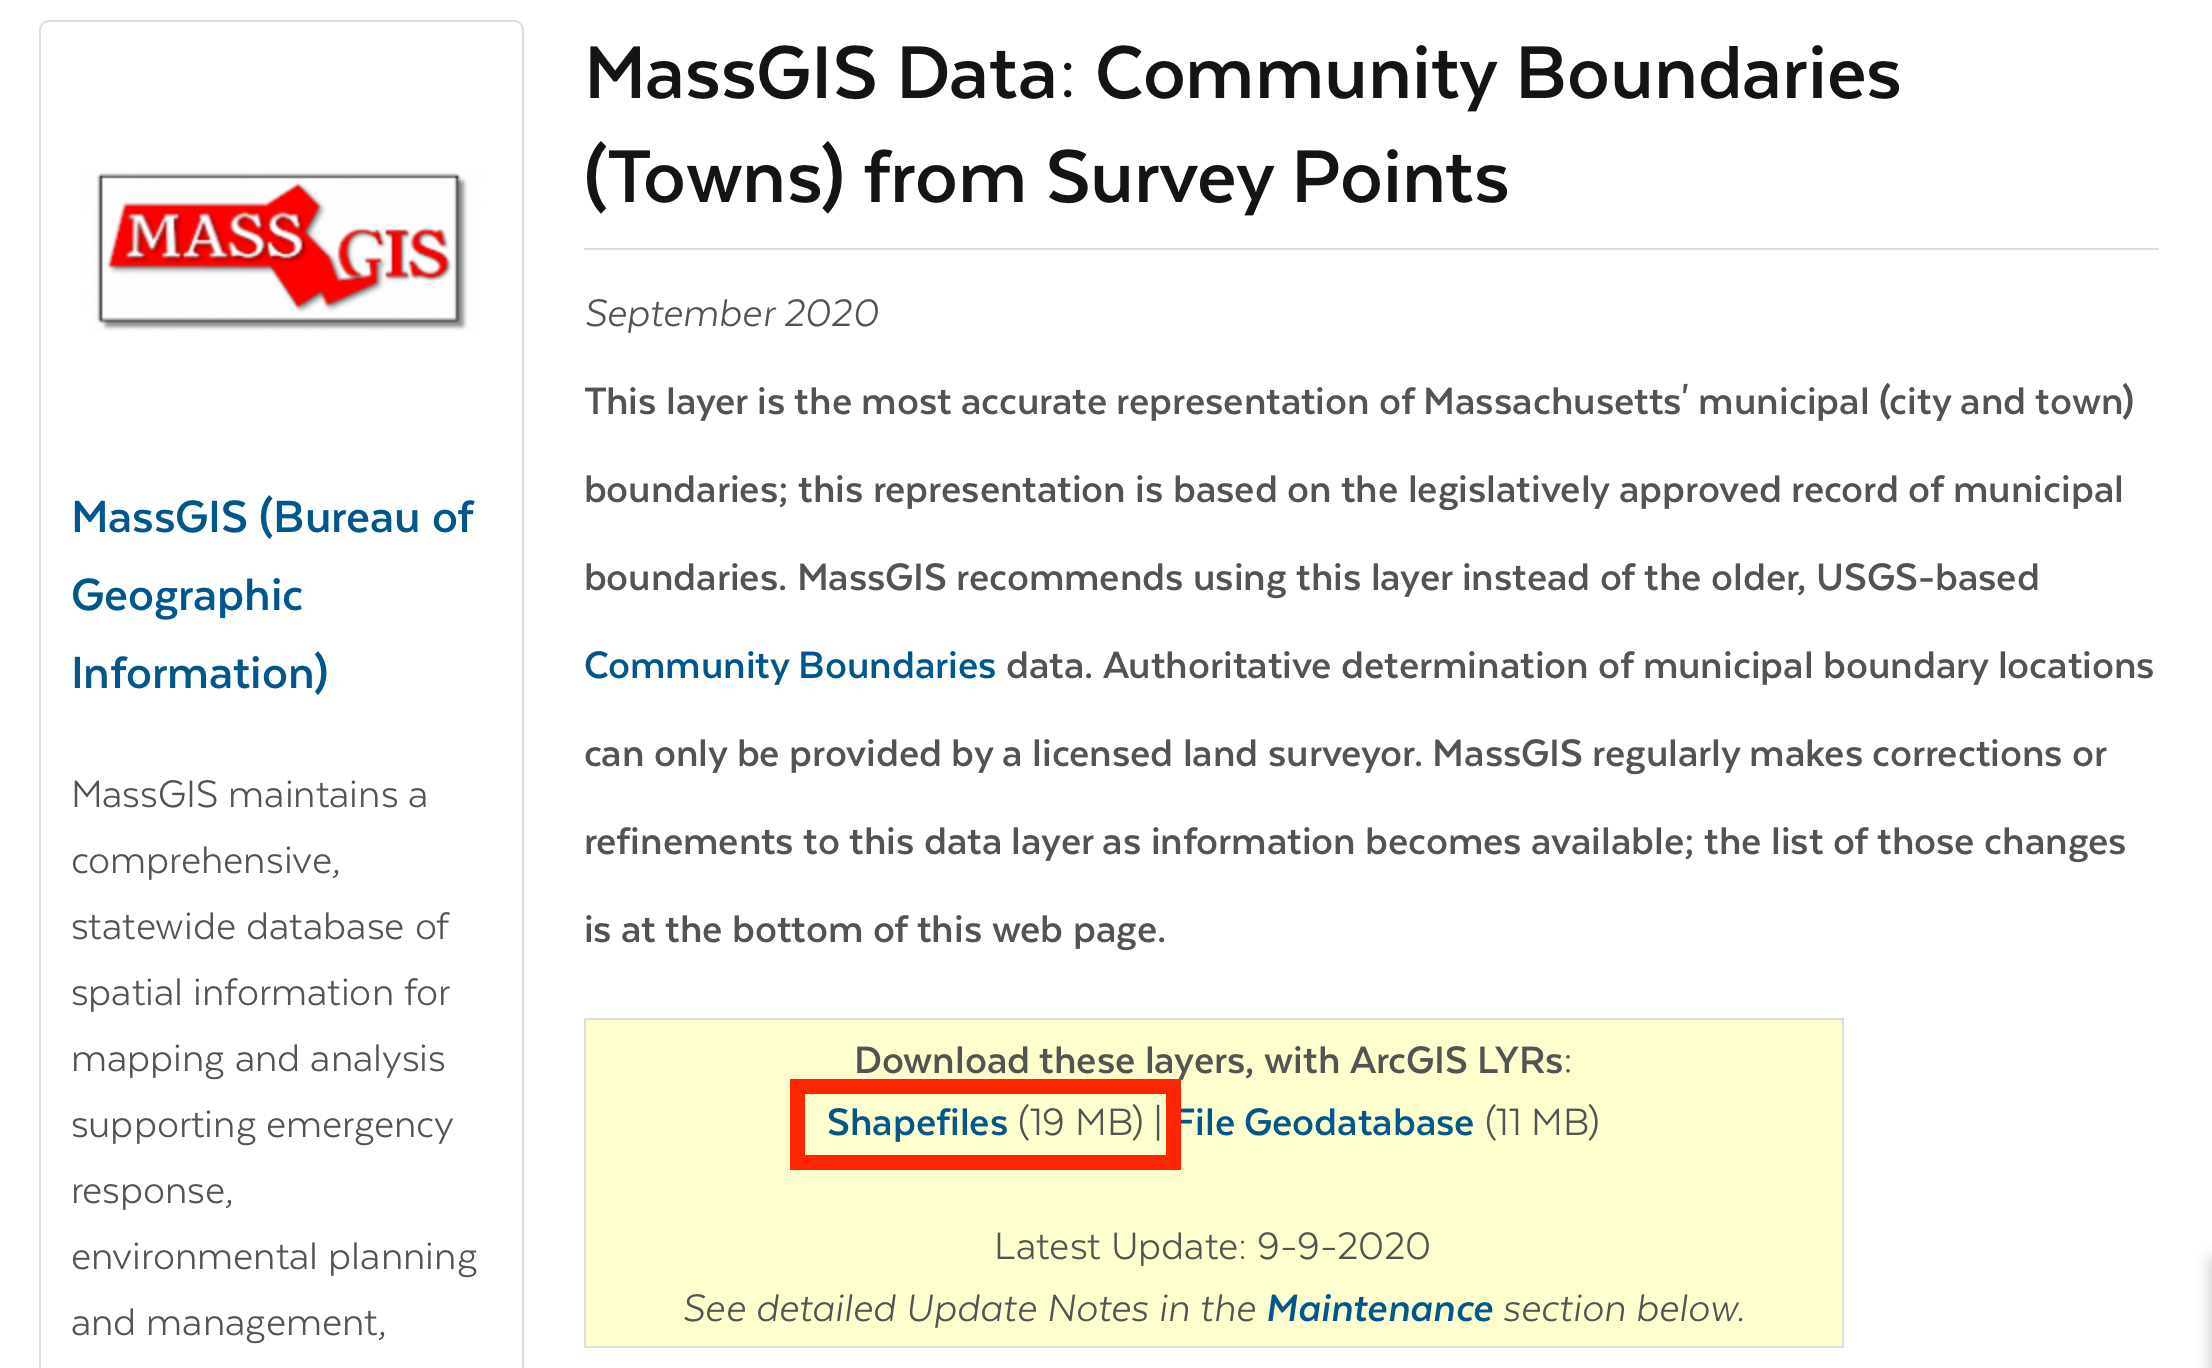 MASS GIS
MassGIS (Bureau of
Geographic
Information)
MassGIS maintains a
comprehensive,
statewide database of
spatial information for
mapping and analysis
supporting emergency
response,
environmental planning
and management,
MassGIS Data: Community Boundaries
(Towns) from Survey Points
September 2020
This layer is the most accurate representation of Massachusetts' municipal (city and town)
boundaries; this representation is based on the legislatively approved record of municipal
boundaries. MassGIS recommends using this layer instead of the older, USGS-based
Community Boundaries data. Authoritative determination of municipal boundary locations
can only be provided by a licensed land surveyor. MassGIS regularly makes corrections or
refinements to this data layer as information becomes available; the list of those changes
is at the bottom of this web page.
Download these layers, with ArcGIS LYRs:
Shapefiles (19 MB) | File Geodatabase (11 MB)
Latest Update: 9-9-2020
See detailed Update Notes in the Maintenance section below.